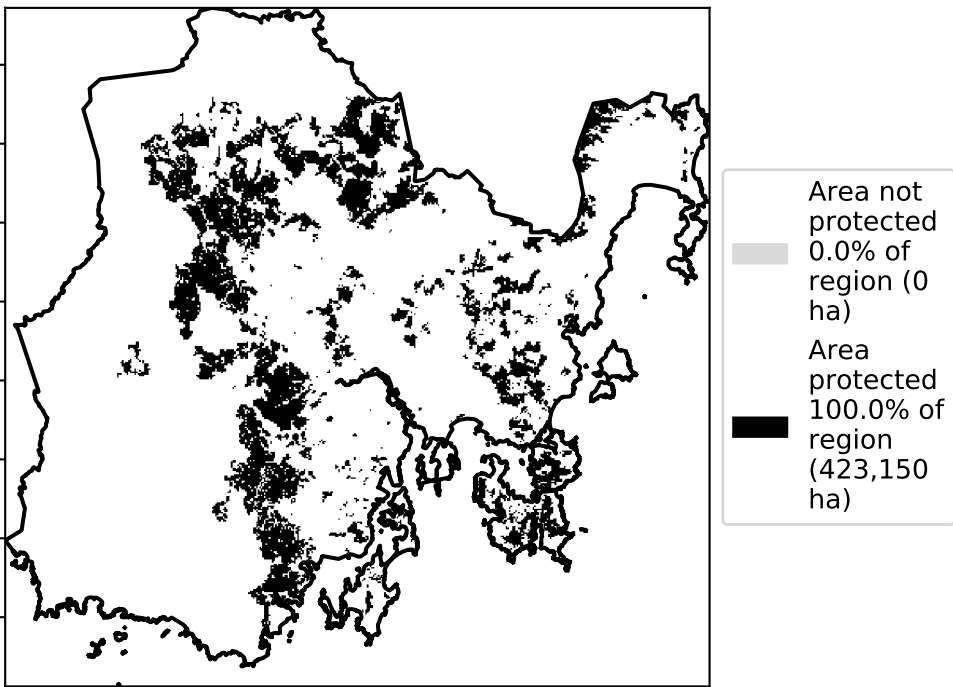 Area not
protected
0.0% of
region (0
ha)
Area
protected
100.0% of
region
(423,150
ha)